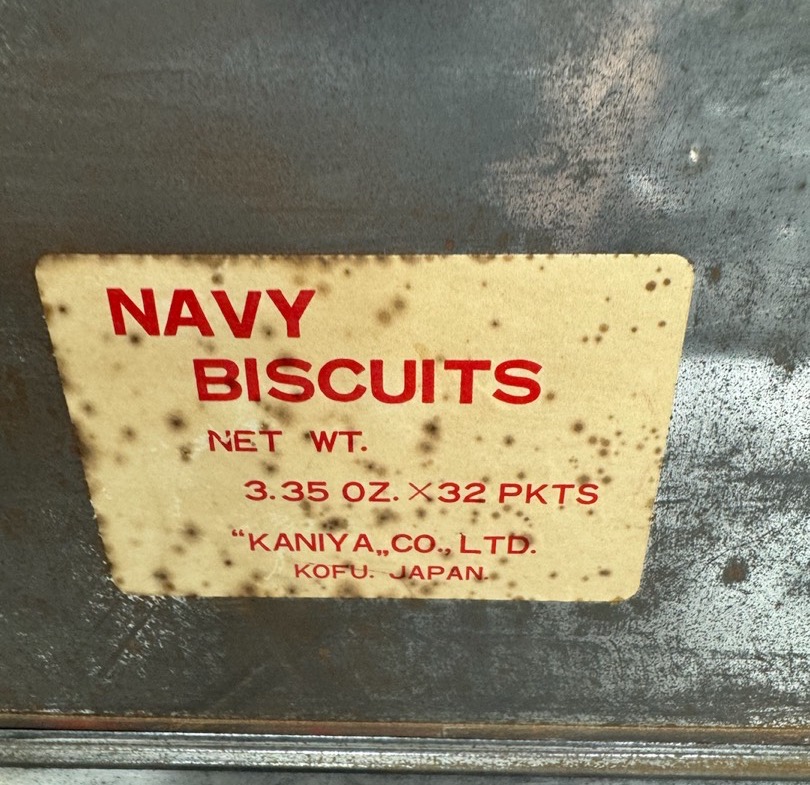 NAVY
BISCUITS
NET WT.
3.35 OZ.×32 PKTS
“KANIYA„CO., LTD.
KOFU. JAPAN.